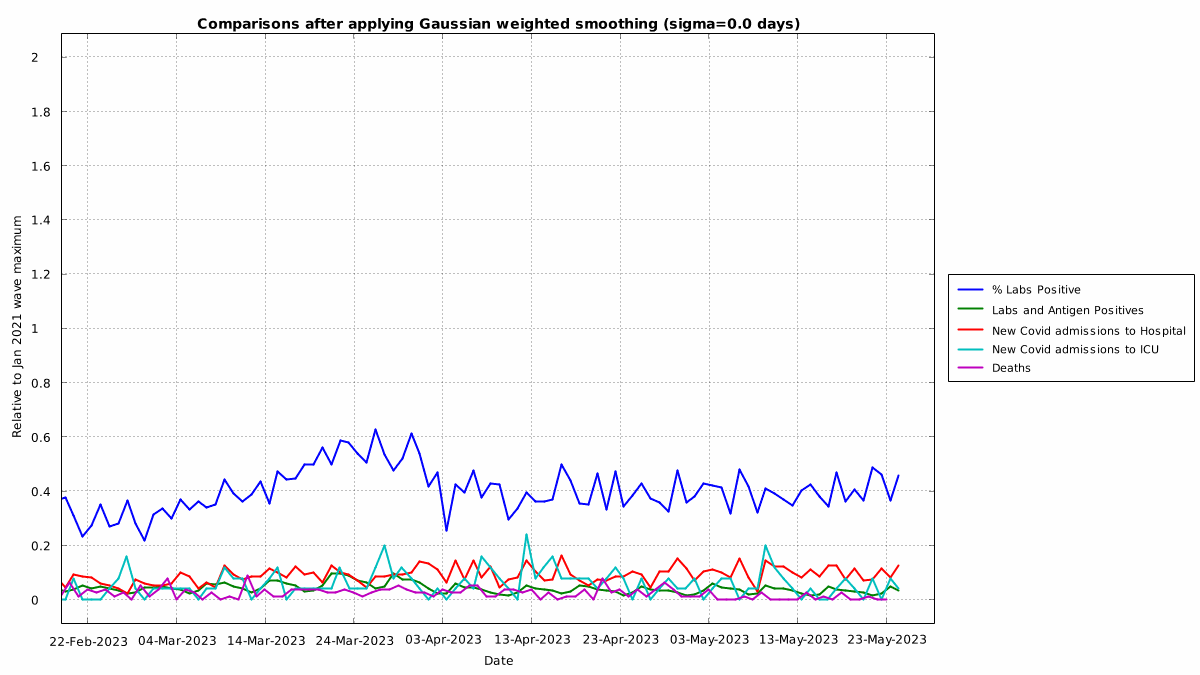 Comparisons after applying Gaussian weighted smoothing (sigma=0.0 days)
2
1.8
1.6
1.4
1.2
1
0.8
0.6
0.4
0.2
0
Relative to Jan 2021 wave maximum
22-Feb-2023 04-Mar-2023 14-Mar-2023 24-Mar-2023 03-Apr-2023 13-Apr-2023 23-Apr-2023 03-May-2023 13-May-2023 23-May-2023
Date
% Labs Positive
Labs and Antigen Positives
New Covid admissions to Hospital
New Covid admissions to ICU
Deaths